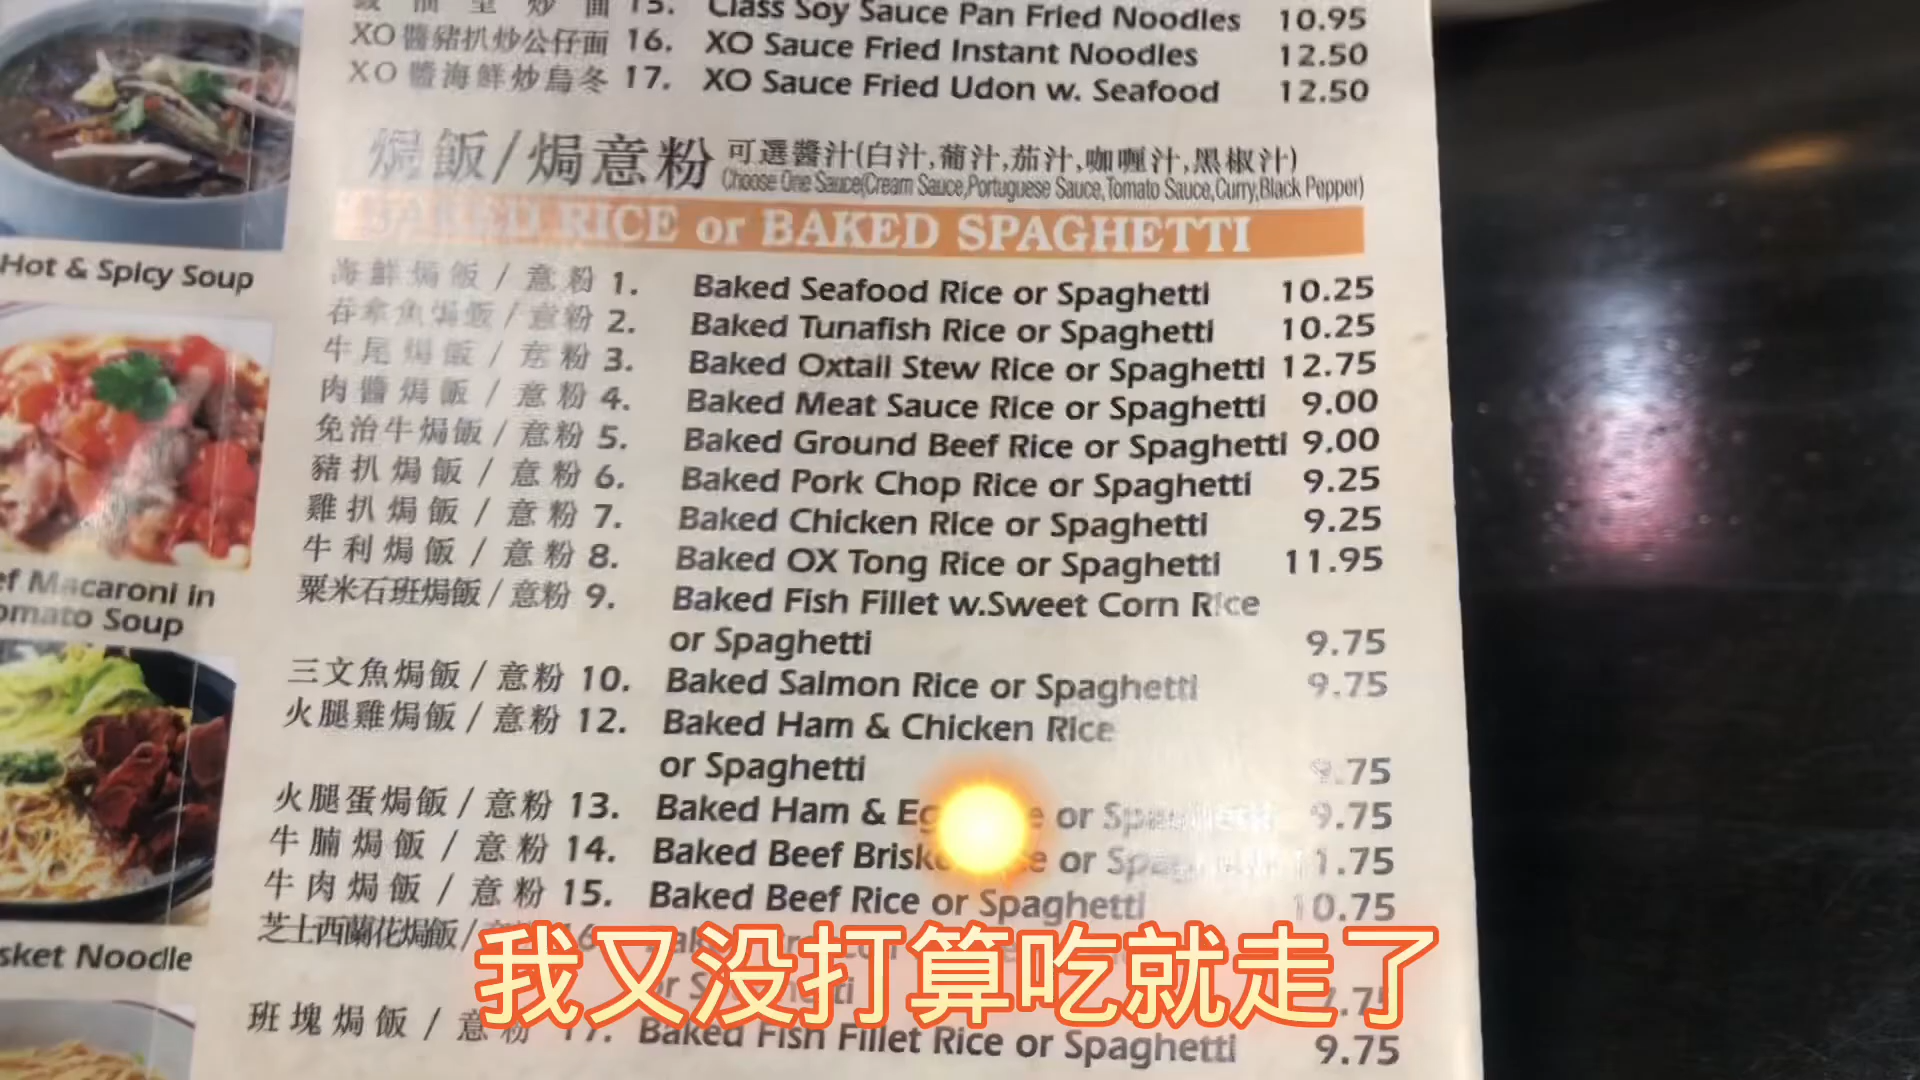 炒 面 15. Class Soy Sauce Pan Fried Noodles 10.95
XO醬豬扒炒公仔面 16. XO Sauce Fried Instant Noodles 12.50
XO醬海鮮炒烏冬 17. XO Sauce Fried Udon w. Seafood 12.50
焗飯/焗意粉 可選醬汁(白汁,葡汁,茄汁,咖喱汁,黑椒汁)
Choose One Sauce(Cream Sauce,Portuguese Sauce,Tomato Sauce,Curry,Black Pepper)
BAKED RICE or BAKED SPAGHETTI
海鮮焗飯 / 意粉 1. Baked Seafood Rice or Spaghetti 10.25
吞拿魚焗飯 / 意粉 2. Baked Tunafish Rice or Spaghetti 10.25
牛尾焗飯 / 意粉 3. Baked Oxtail Stew Rice or Spaghetti 12.75
肉醬焗飯 / 意粉 4. Baked Meat Sauce Rice or Spaghetti 9.00
免治牛焗飯 / 意粉 5. Baked Ground Beef Rice or Spaghetti 9.00
豬扒焗飯 / 意粉 6. Baked Pork Chop Rice or Spaghetti 9.25
雞扒焗飯 / 意粉 7. Baked Chicken Rice or Spaghetti 9.25
牛利焗飯 / 意粉 8. Baked OX Tong Rice or Spaghetti 11.95
粟米石班焗飯 / 意粉 9. Baked Fish Fillet w.Sweet Corn Rice
or Spaghetti 9.75
三文魚焗飯 / 意粉 10. Baked Salmon Rice or Spaghetti 9.75
火腿雞焗飯 / 意粉 12. Baked Ham & Chicken Rice
or Spaghetti 9.75
火腿蛋焗飯 / 意粉 13. Baked Ham & or 9.75
牛腩焗飯 / 意粉 14. Baked Beef or 11.75
牛肉焗飯 / 意粉 15. Baked Beef Rice or Spaghetti 10.75
芝士西蘭花焗飯 /
班塊焗飯 / 意粉 17. Baked Fish Fillet Rice or Spaghetti 9.75
Hot & Spicy Soup
Macaroni in
Soup
Noodle
我又没打算吃就走了